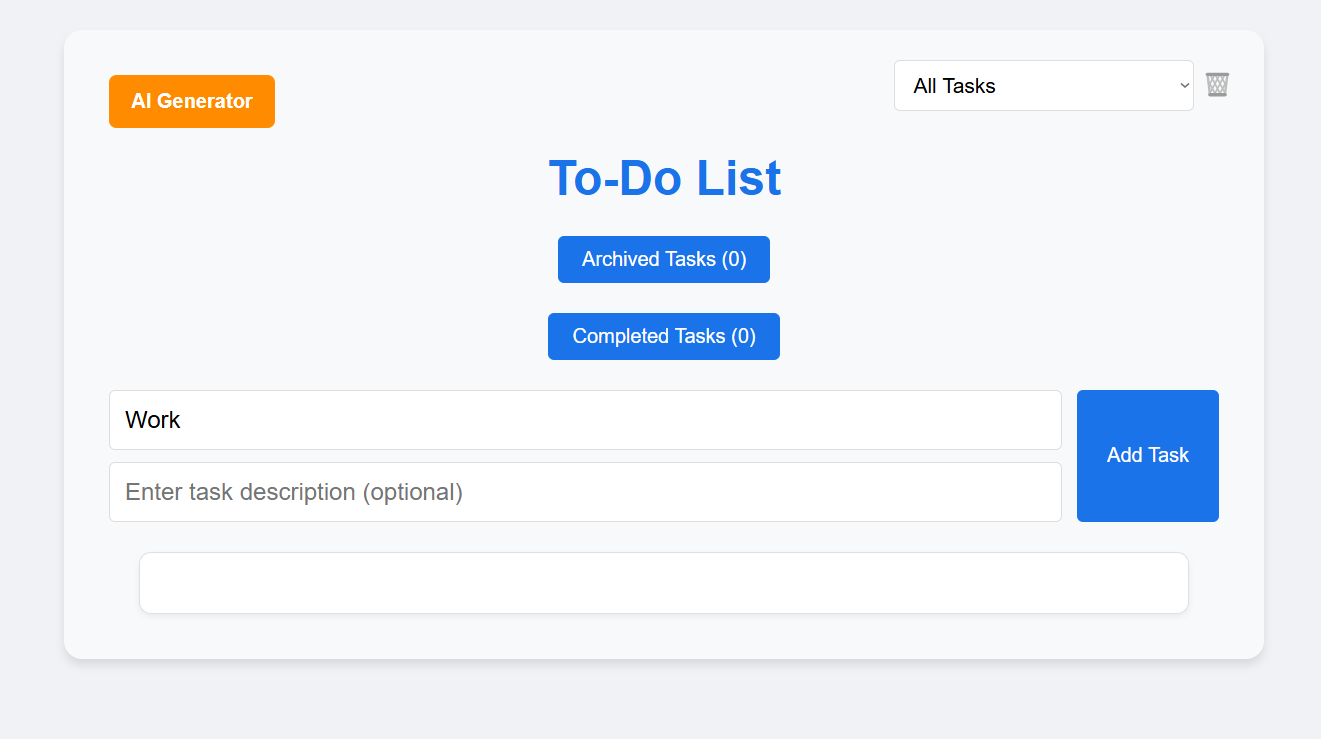 AI Generator
All Tasks
To-Do List
Archived Tasks (0)
Completed Tasks (0)
Work
Enter task description (optional)
Add Task